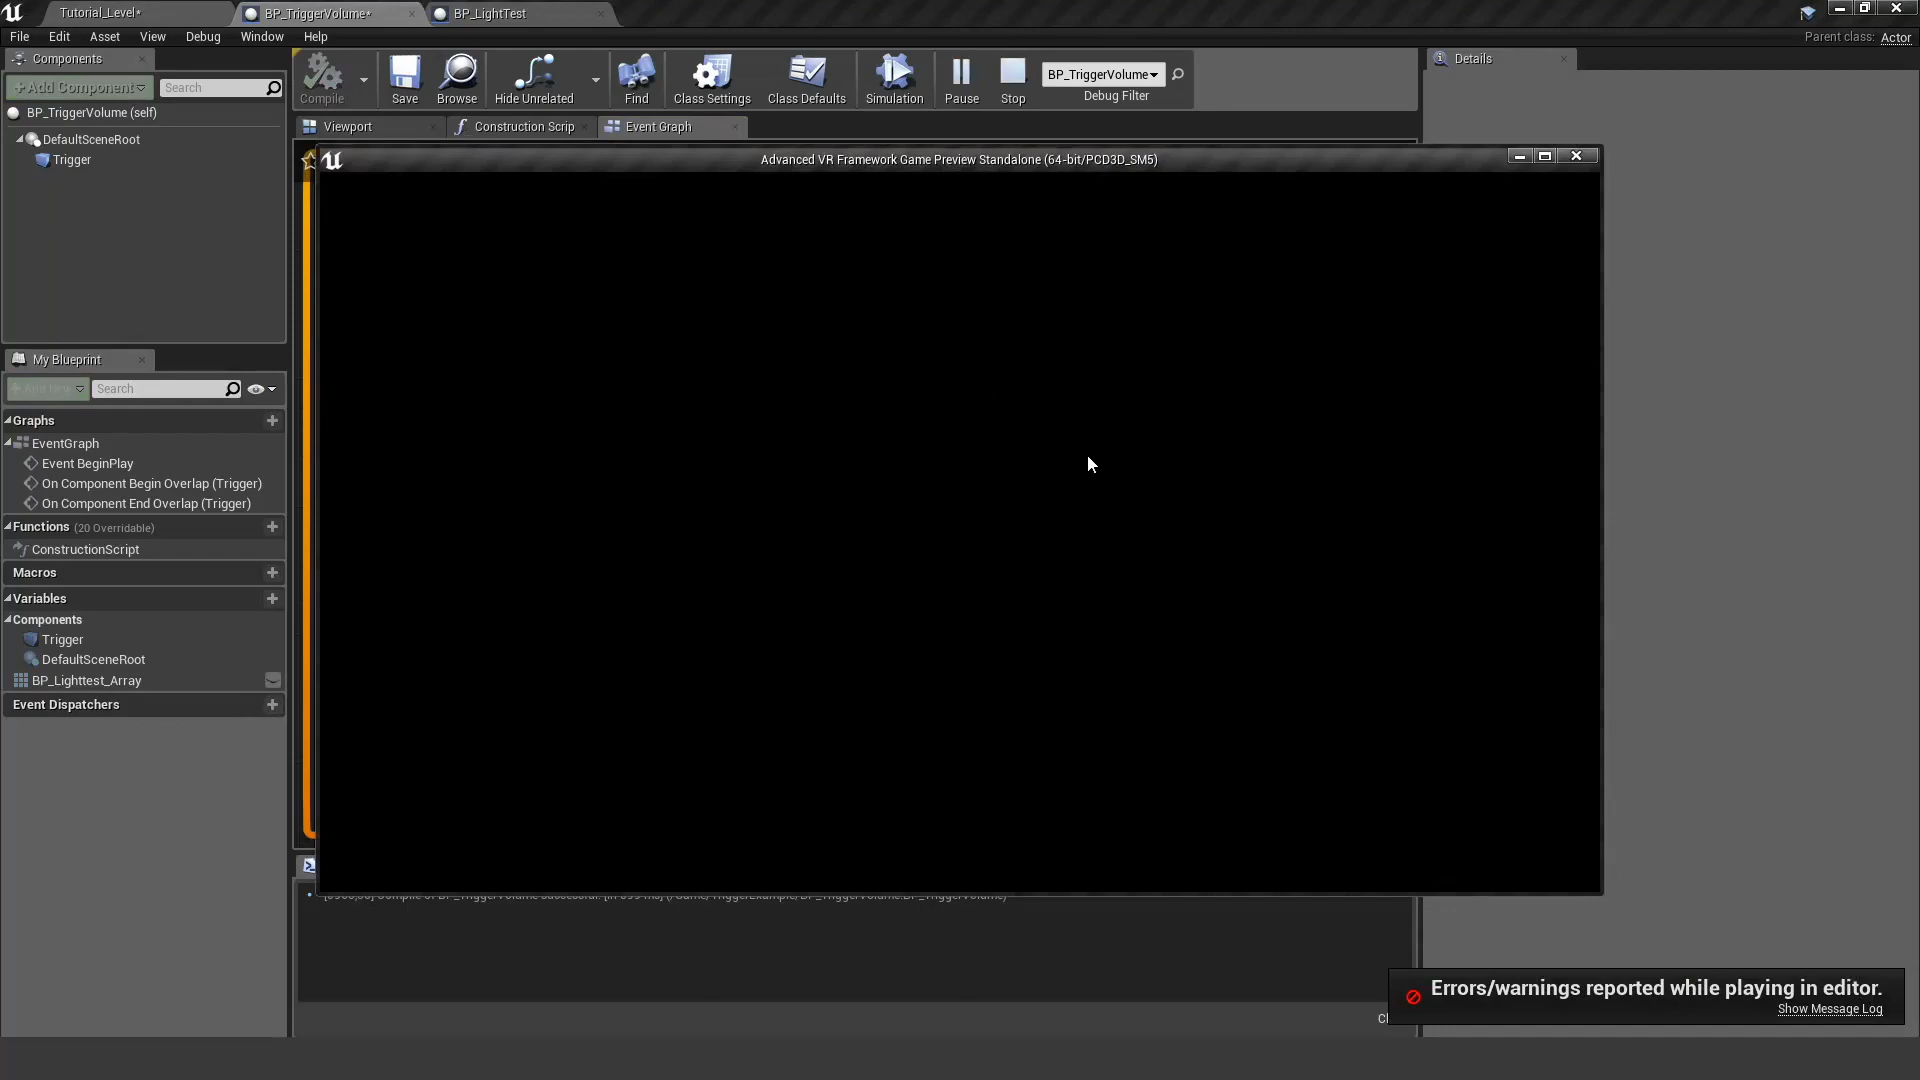 Tutorial_Level*
BP_TriggerVolume*
BP_LightTest
File Edit Asset View Debug Window Help
Parent class: Actor
Components
+Add Component
Search
BP_TriggerVolume (self)
DefaultSceneRoot
Trigger
Compile
Save
Browse
Hide Unrelated
Find
Class Settings
Class Defaults
Simulation
Pause
Stop
BP_TriggerVolume
Debug Filter
Details
Viewport
Construction Scrip
Event Graph
Advanced VR Framework Game Preview Standalone (64-bit/PCD3D_SM5)
My Blueprint
Add New
Search
Graphs
EventGraph
Event BeginPlay
On Component Begin Overlap (Trigger)
On Component End Overlap (Trigger)
Functions (20 Overridable)
ConstructionScript
Macros
Variables
Components
Trigger
DefaultSceneRoot
BP_Lighttest_Array
Event Dispatchers
Errors/warnings reported while playing in editor.
Show Message Log